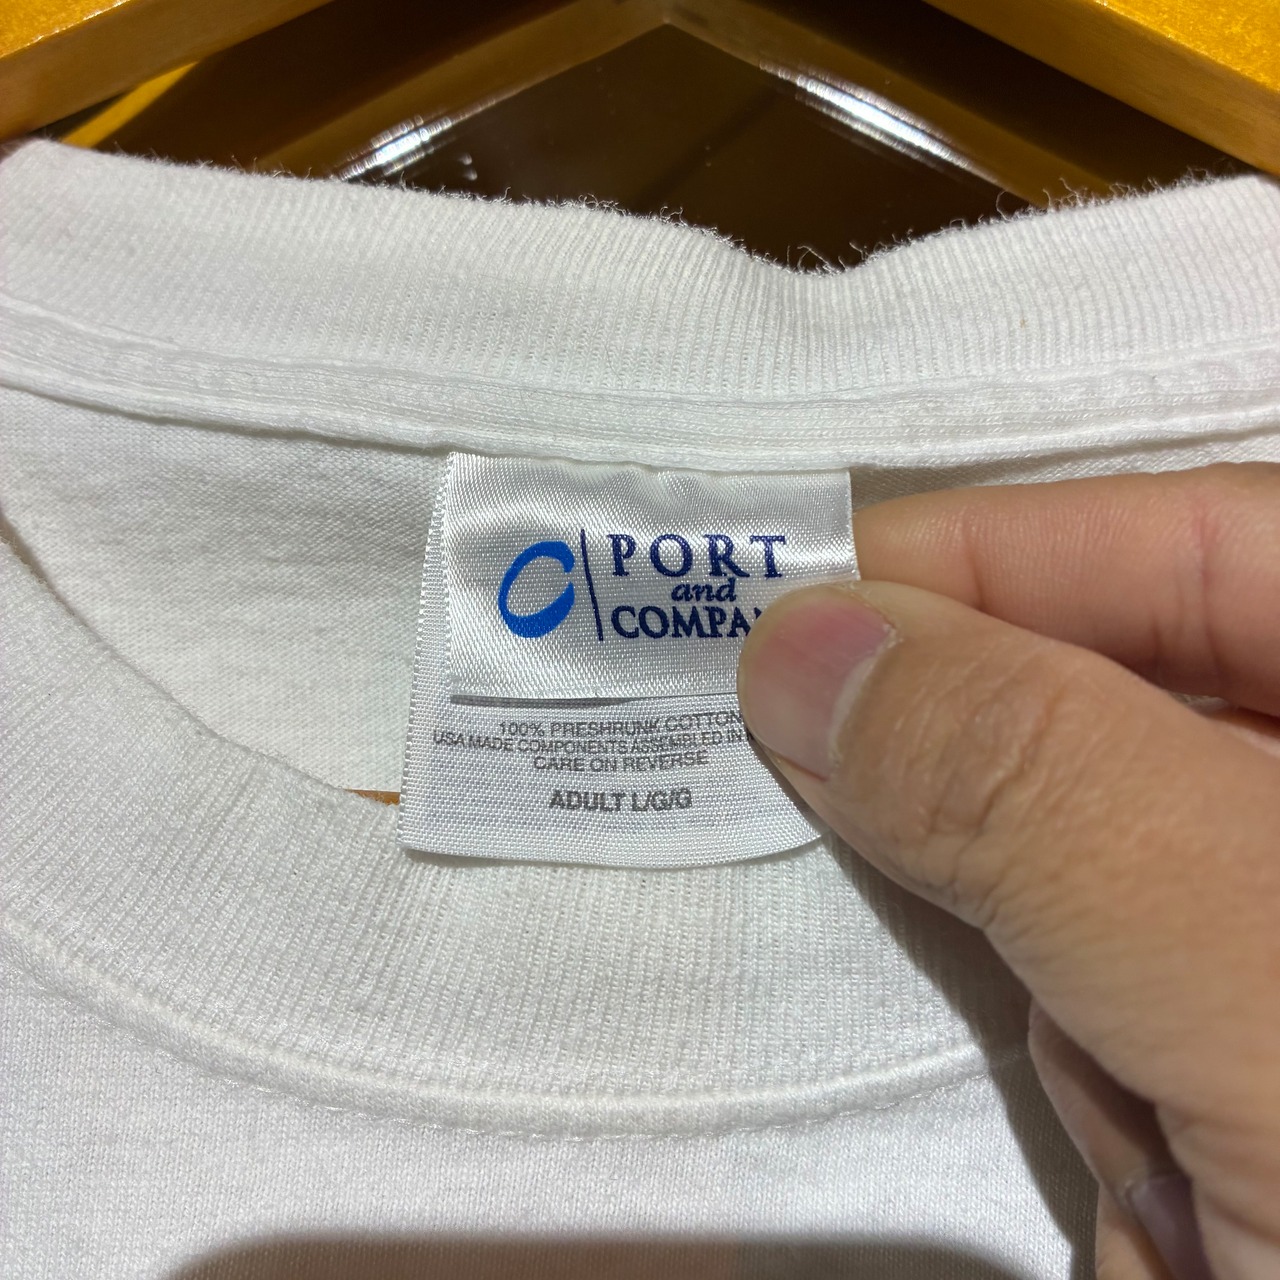 PORT
and
COMPA
100% PRESHRUNK COTTON
USA MADE COMPONENTS ASSEMBLED IN
CARE ON REVERSE
ADULT L/G/G